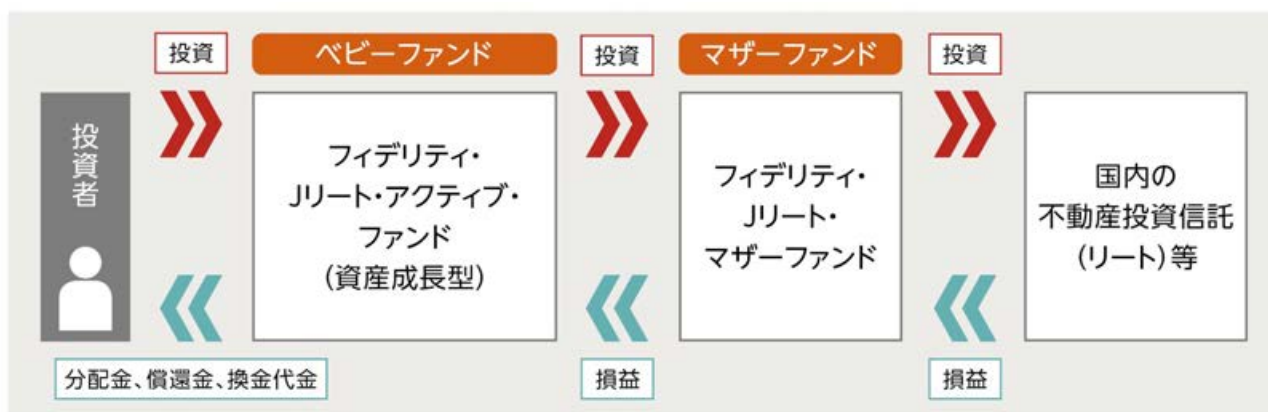 投資
ベビーファンド
投資
マザーファンド
投資
投資者
フィデリティ・
Jリート・アクティブ・
ファンド
(資産成長型)
フィデリティ・
Jリート・
マザーファンド
国内の
不動産投資信託
(リート)等
分配金、償還金、換金代金
損益
損益